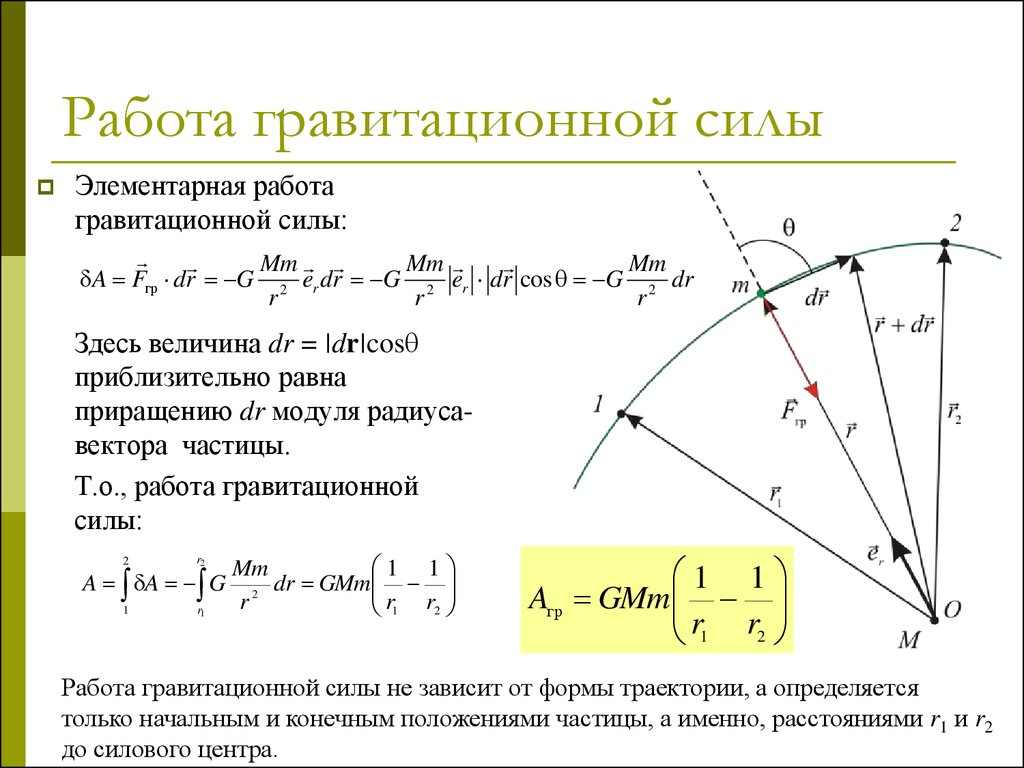 Работа гравитационной силы
Элементарная работа
гравитационной силы:
δA = F⃗гр · dr⃗ = −G Mm/r² e⃗ᵣ dr⃗ = −G Mm/r² e⃗ᵣ · |dr⃗| cos θ = −G Mm/r² dr
Здесь величина dr = |dr|cosθ
приблизительно равна
приращению dr модуля радиуса-
вектора частицы.
Т.о., работа гравитационной
силы:
A = ∫₁² δA = − ∫_{r₁}^{r₂} G Mm/r² dr = GMm(1/r₁ − 1/r₂)
Aгр = GMm(1/r₁ − 1/r₂)
θ
2
m
dr⃗
r⃗ + dr⃗
1
F⃗гр
r⃗
r⃗₂
r⃗₁
e⃗ᵣ
O
M
Работа гравитационной силы не зависит от формы траектории, а определяется
только начальным и конечным положениями частицы, а именно, расстояниями r₁ и r₂
до силового центра.